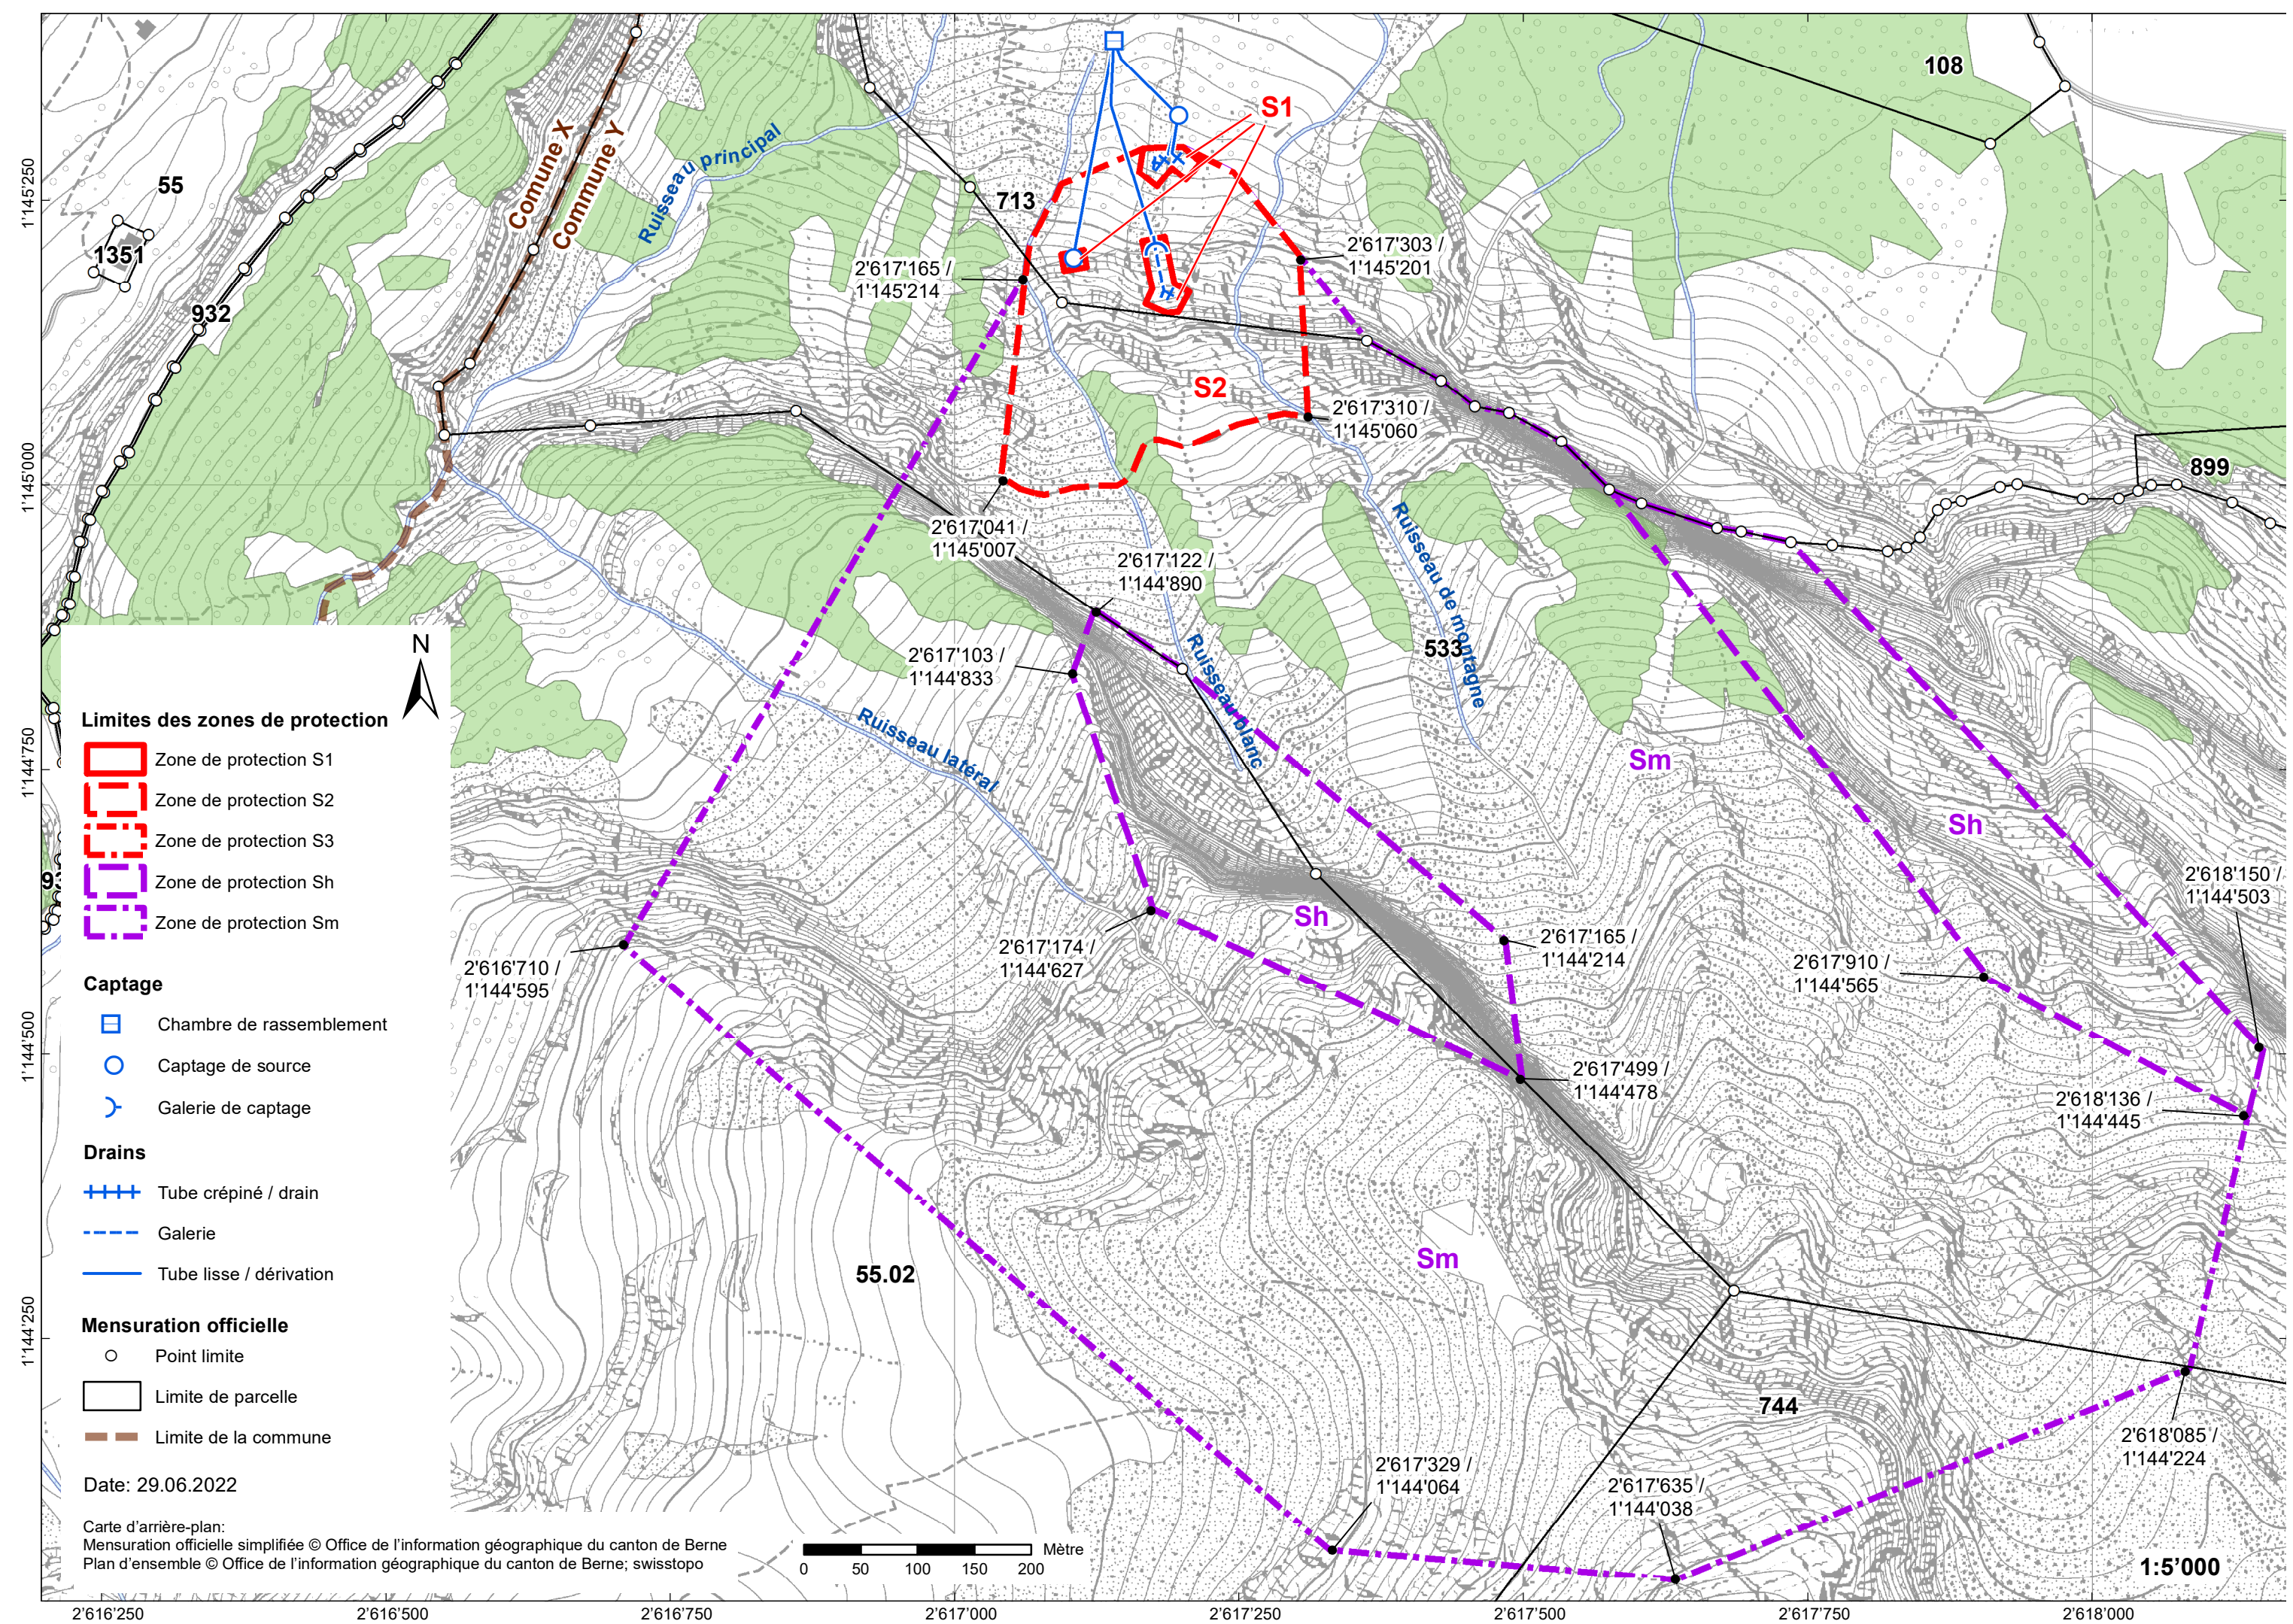 108
S1
Comune X
Commune Y
Ruisseau principal
55
713
1351
932
2'617'165 /
1'145'214
2'617'303 /
1'145'201
S2
2'617'310 /
1'145'060
899
2'617'041 /
1'145'007
2'617'122 /
1'144'890
Ruisseau de montagne
533
2'617'103 /
1'144'833
Ruisseau blanc
Ruisseau latéral
Sm
Sh
2'618'150 /
1'144'503
Sh
2'617'174 /
1'144'627
2'617'165 /
1'144'214
2'617'910 /
1'144'565
2'616'710 /
1'144'595
2'617'499 /
1'144'478
2'618'136 /
1'144'445
Sm
55.02
744
2'618'085 /
1'144'224
2'617'329 /
1'144'064
2'617'635 /
1'144'038
N
Limites des zones de protection
Zone de protection S1
Zone de protection S2
Zone de protection S3
Zone de protection Sh
Zone de protection Sm
Captage
Chambre de rassemblement
Captage de source
Galerie de captage
Drains
Tube crépiné / drain
Galerie
Tube lisse / dérivation
Mensuration officielle
Point limite
Limite de parcelle
Limite de la commune
Date: 29.06.2022
Carte d'arrière-plan:
Mensuration officielle simplifiée © Office de l'information géographique du canton de Berne
Plan d'ensemble © Office de l'information géographique du canton de Berne; swisstopo
Mètre
0 50 100 150 200
1:5'000
1'145'250
1'145'000
1'144'750
1'144'500
1'144'250
2'616'250 2'616'500 2'616'750 2'617'000 2'617'250 2'617'500 2'617'750 2'618'000